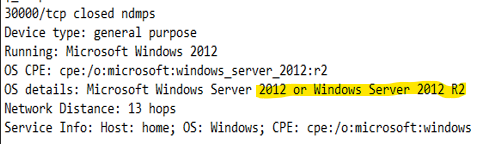 30000/tcp closed ndmps
Device type: general purpose
Running: Microsoft Windows 2012
OS CPE: cpe:/o:microsoft:windows_server_2012:r2
OS details: Microsoft Windows Server 2012 or Windows Server 2012 R2
Network Distance: 13 hops
Service Info: Host: home; OS: Windows; CPE: cpe:/o:microsoft:windows